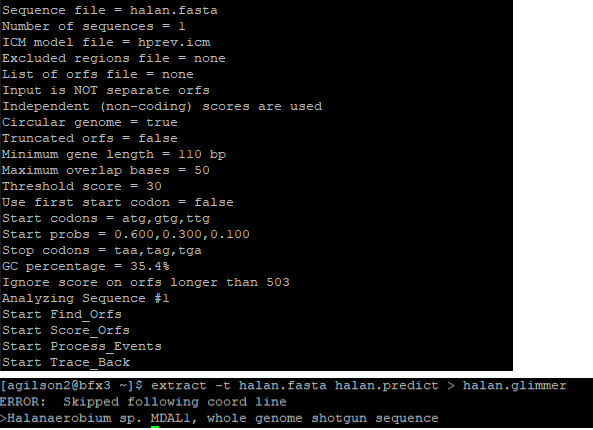 Sequence file = halan.fasta
Number of sequences = 1
ICM model file = hprev.icm
Excluded regions file = none
List of orfs file = none
Input is NOT separate orfs
Independent (non-coding) scores are used
Circular genome = true
Truncated orfs = false
Minimum gene length = 110 bp
Maximum overlap bases = 50
Threshold score = 30
Use first start codon = false
Start codons = atg,gtg,ttg
Start probs = 0.600,0.300,0.100
Stop codons = taa,tag,tga
GC percentage = 35.4%
Ignore score on orfs longer than 503
Analyzing Sequence #1
Start Find_Orfs
Start Score_Orfs
Start Process_Events
Start Trace_Back
[agilson2@bfx3 ~]$ extract -t halan.fasta halan.predict > halan.glimmer
ERROR:  Skipped following coord line
>Halanaerobium sp. MDAL1, whole genome shotgun sequence